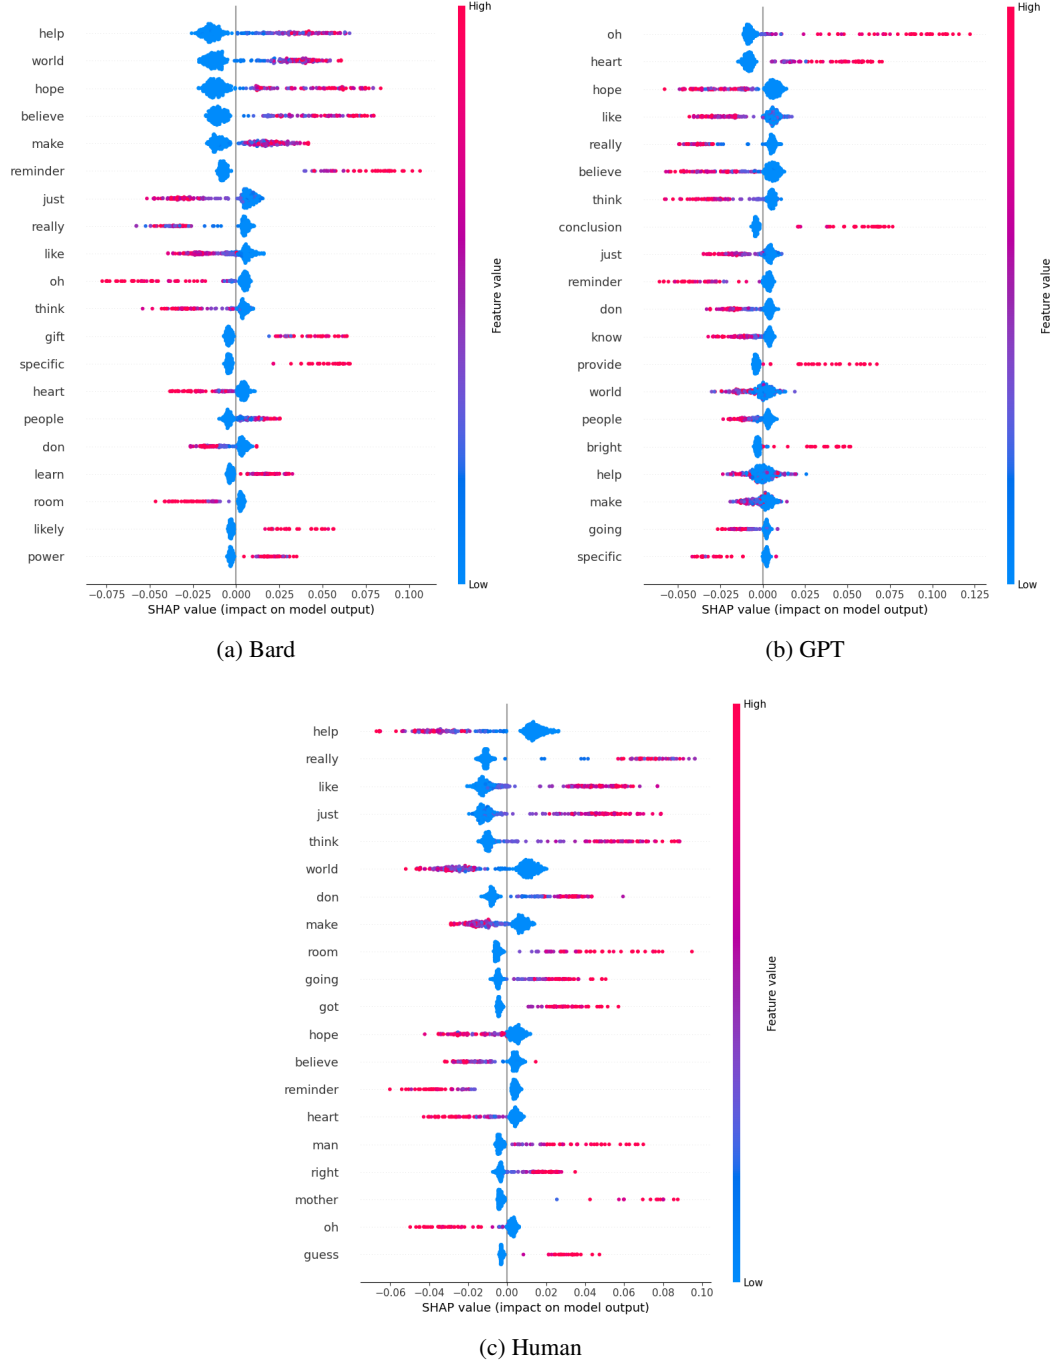 High
help
world
hope
believe
make
reminder
just
really
like
oh
think
gift
specific
heart
people
don
learn
room
likely
power
Feature value
Low
−0.075 −0.050 −0.025 0.000 0.025 0.050 0.075 0.100
SHAP value (impact on model output)
(a) Bard
High
oh
heart
hope
like
really
believe
think
conclusion
just
reminder
don
know
provide
world
people
bright
help
make
going
specific
Feature value
Low
−0.050 −0.025 0.000 0.025 0.050 0.075 0.100 0.125
SHAP value (impact on model output)
(b) GPT
High
help
really
like
just
think
world
don
make
room
going
got
hope
believe
reminder
heart
man
right
mother
oh
guess
Feature value
Low
−0.06 −0.04 −0.02 0.00 0.02 0.04 0.06 0.08 0.10
SHAP value (impact on model output)
(c) Human